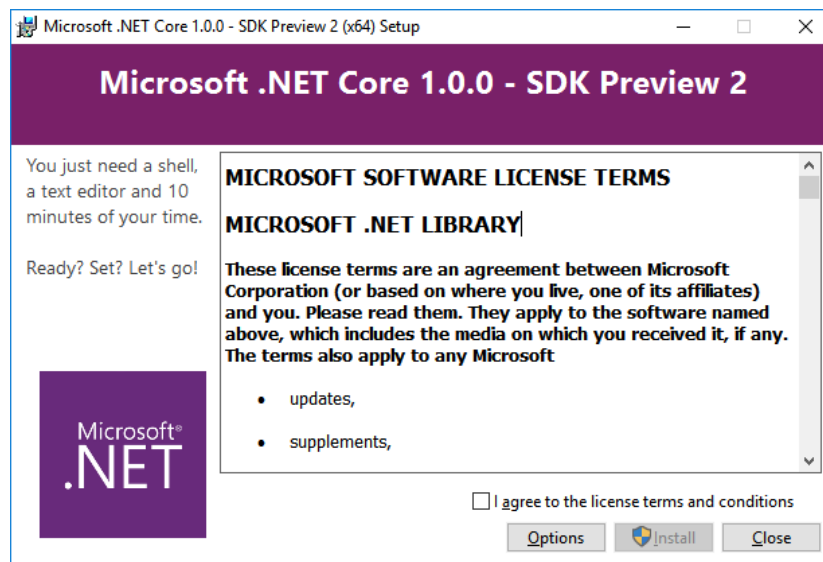 Microsoft .NET Core 1.0.0 - SDK Preview 2 (x64) Setup
Microsoft .NET Core 1.0.0 - SDK Preview 2
You just need a shell,
a text editor and 10
minutes of your time.
Ready? Set? Let's go!
Microsoft®
.NET
MICROSOFT SOFTWARE LICENSE TERMS
MICROSOFT .NET LIBRARY
These license terms are an agreement between Microsoft
Corporation (or based on where you live, one of its affiliates)
and you. Please read them. They apply to the software named
above, which includes the media on which you received it, if any.
The terms also apply to any Microsoft
• updates,
• supplements,
I agree to the license terms and conditions
Options
Install
Close